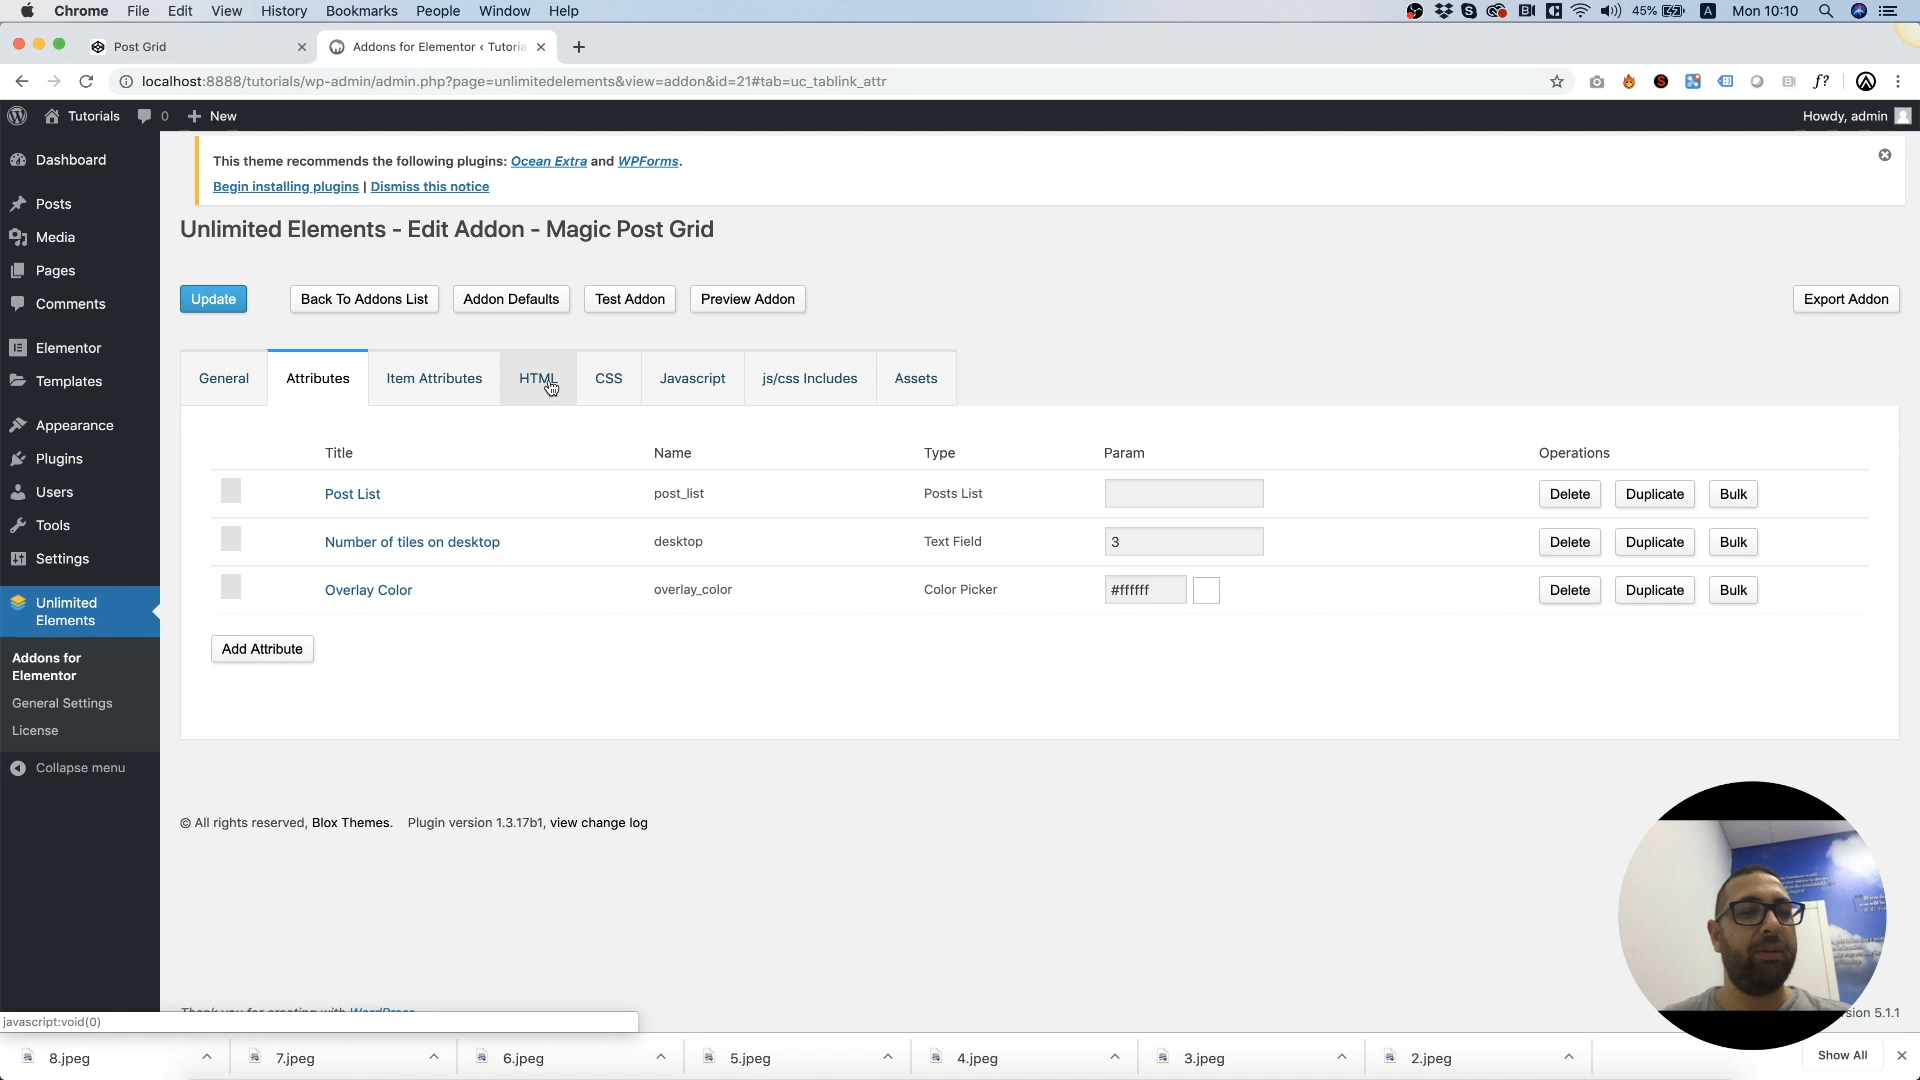 Chrome File Edit View History Bookmarks People Window Help 45% A Mon 10:10
Post Grid
Addons for Elementor ‹ Tutoria
localhost:8888/tutorials/wp-admin/admin.php?page=unlimitedelements&view=addon&id=21#tab=uc_tablink_attr
f?
Tutorials 0 + New Howdy, admin
Dashboard
Posts
Media
Pages
Comments
Elementor
Templates
Appearance
Plugins
Users
Tools
Settings
Unlimited
Elements
Addons for
Elementor
General Settings
License
Collapse menu
This theme recommends the following plugins: Ocean Extra and WPForms.
Begin installing plugins | Dismiss this notice
Unlimited Elements - Edit Addon - Magic Post Grid
Update Back To Addons List Addon Defaults Test Addon Preview Addon Export Addon
General Attributes Item Attributes HTML CSS Javascript js/css Includes Assets
Title Name Type Param Operations
Post List post_list Posts List Delete Duplicate Bulk
Number of tiles on desktop desktop Text Field 3 Delete Duplicate Bulk
Overlay Color overlay_color Color Picker #ffffff Delete Duplicate Bulk
Add Attribute
© All rights reserved, Blox Themes. Plugin version 1.3.17b1, view change log
Thank you for creating with WordPress
sion 5.1.1
javascript:void(0)
8.jpeg 7.jpeg 6.jpeg 5.jpeg 4.jpeg 3.jpeg 2.jpeg Show All